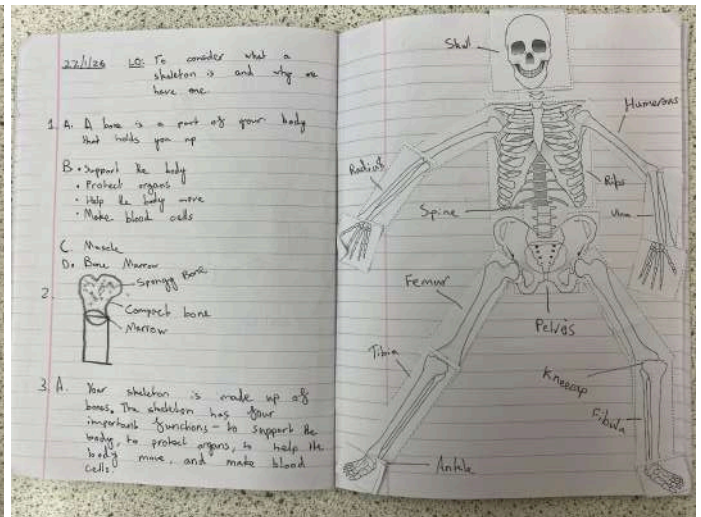 22/1/26 LO: To consider what a
skeleton is and why we
have one.
1. A. A bone is a part of your body
that holds you up
B • Support the body
• Protect organs
• Help the body move
• Make blood cells
C. Muscle
D. Bone Marrow
2.
Spongy Bone
Compact bone
Marrow
3. A. Your skeleton is made up of
bones. The skeleton has four
important functions - to support the
body, to protect organs, to help the
body move, and make blood
cells.
Skull
Humerous
Radius
Ribs
Spine
Ulna
Femur
Pelvis
Tibia
Kneecap
Fibula
Ankle